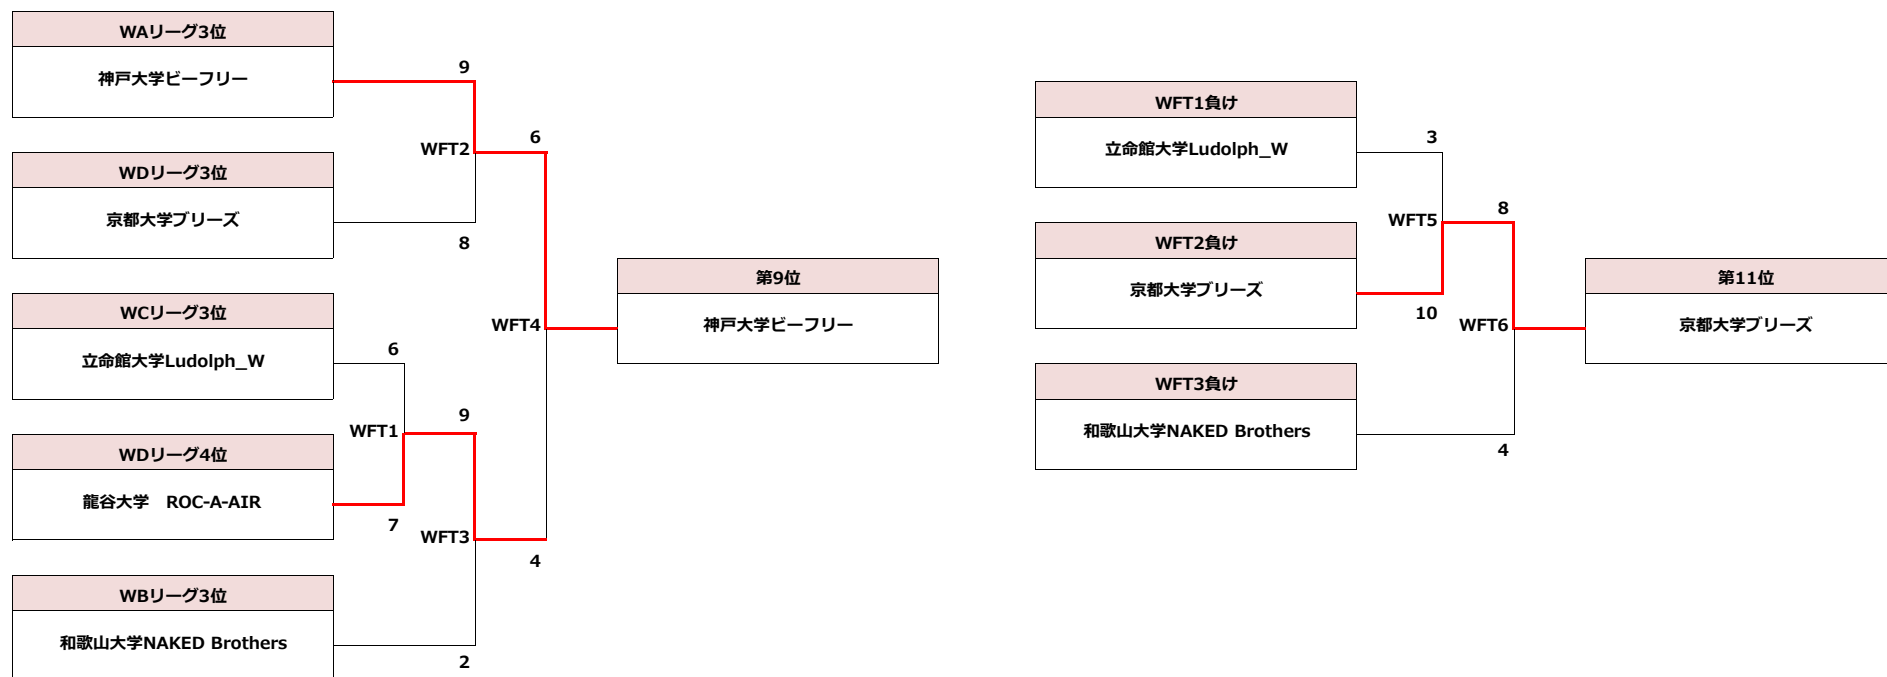 WAリーグ3位
神戸大学ビーフリー
9
WFT2
6
WDリーグ3位
京都大学ブリーズ
8
WCリーグ3位
立命館大学Ludolph_W
6
WFT1
9
WDリーグ4位
龍谷大学　ROC-A-AIR
7
WFT3
4
WBリーグ3位
和歌山大学NAKED Brothers
2
WFT4
第9位
神戸大学ビーフリー
WFT1負け
立命館大学Ludolph_W
3
WFT5
8
WFT2負け
京都大学ブリーズ
10
WFT6
WFT3負け
和歌山大学NAKED Brothers
4
第11位
京都大学ブリーズ